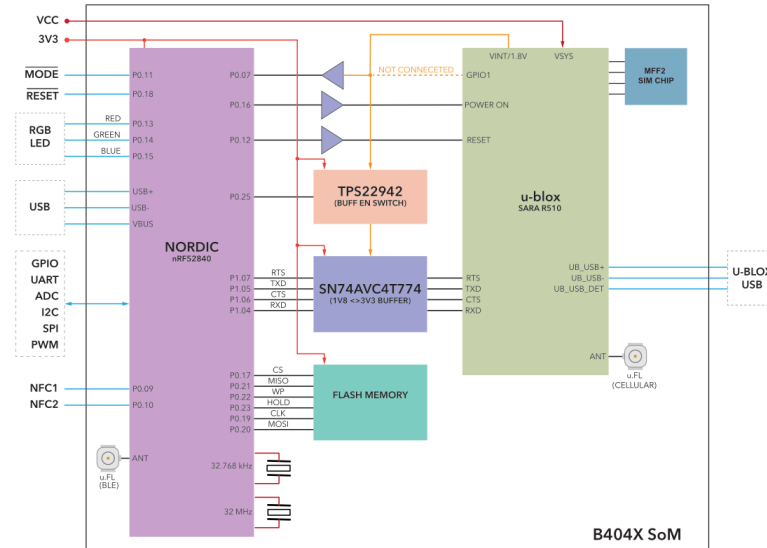 VCC
3V3
MODE
RESET
RGB
LED
RED
GREEN
BLUE
USB
GPIO
UART
ADC
I2C
SPI
PWM
NFC1
NFC2
u.FL
(BLE)
P0.11
P0.18
P0.13
P0.14
P0.15
USB+
USB-
VBUS
NORDIC
nRF52840
P0.09
P0.10
ANT
P0.07
P0.16
P0.12
P0.25
P1.07
P1.05
P1.06
P1.04
P0.17
P0.21
P0.22
P0.23
P0.19
P0.20
32.768 kHz
32 MHz
RTS
TXD
CTS
RXD
CS
MISO
WP
HOLD
CLK
MOSI
NOT CONNECETED
TPS22942
(BUFF EN SWITCH)
SN74AVC4T774
(1V8 <>3V3 BUFFER)
FLASH MEMORY
VINT/1.8V
VSYS
GPIO1
POWER ON
RESET
u-blox
SARA R510
RTS
TXD
CTS
RXD
UB_USB+
UB_USB-
UB_USB_DET
ANT
MFF2
SIM CHIP
U-BLOX
USB
u.FL
(CELLULAR)
B404X SoM